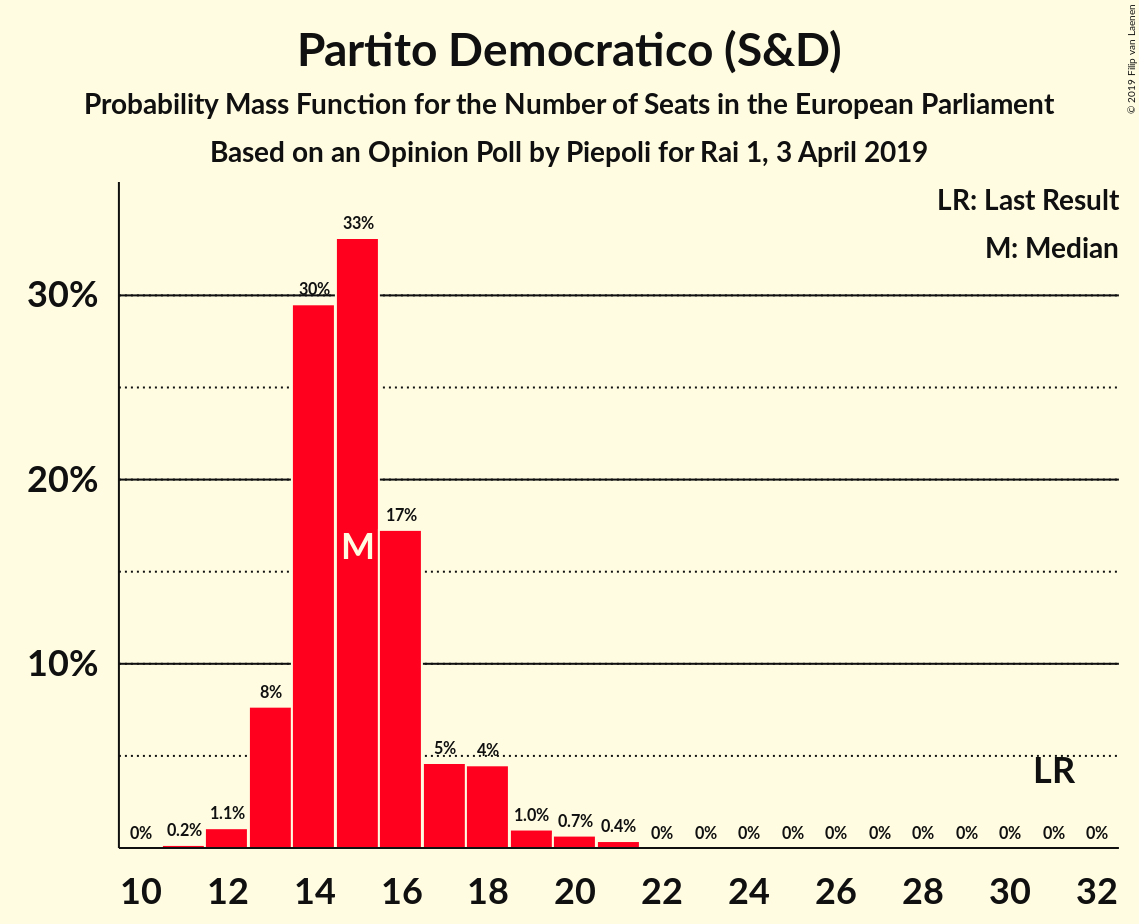 Partito Democratico (S&D)
Probability Mass Function for the Number of Seats in the European Parliament
Based on an Opinion Poll by Piepoli for Rai 1, 3 April 2019
© 2019 Filip van Laenen
LR: Last Result
M: Median
30%
20%
10%
0%
0.2%
1.1%
8%
30%
33%
17%
5%
4%
1.0%
0.7%
0.4%
0%
0%
0%
0%
0%
0%
0%
0%
0%
0%
0%
M
LR
10 12 14 16 18 20 22 24 26 28 30 32